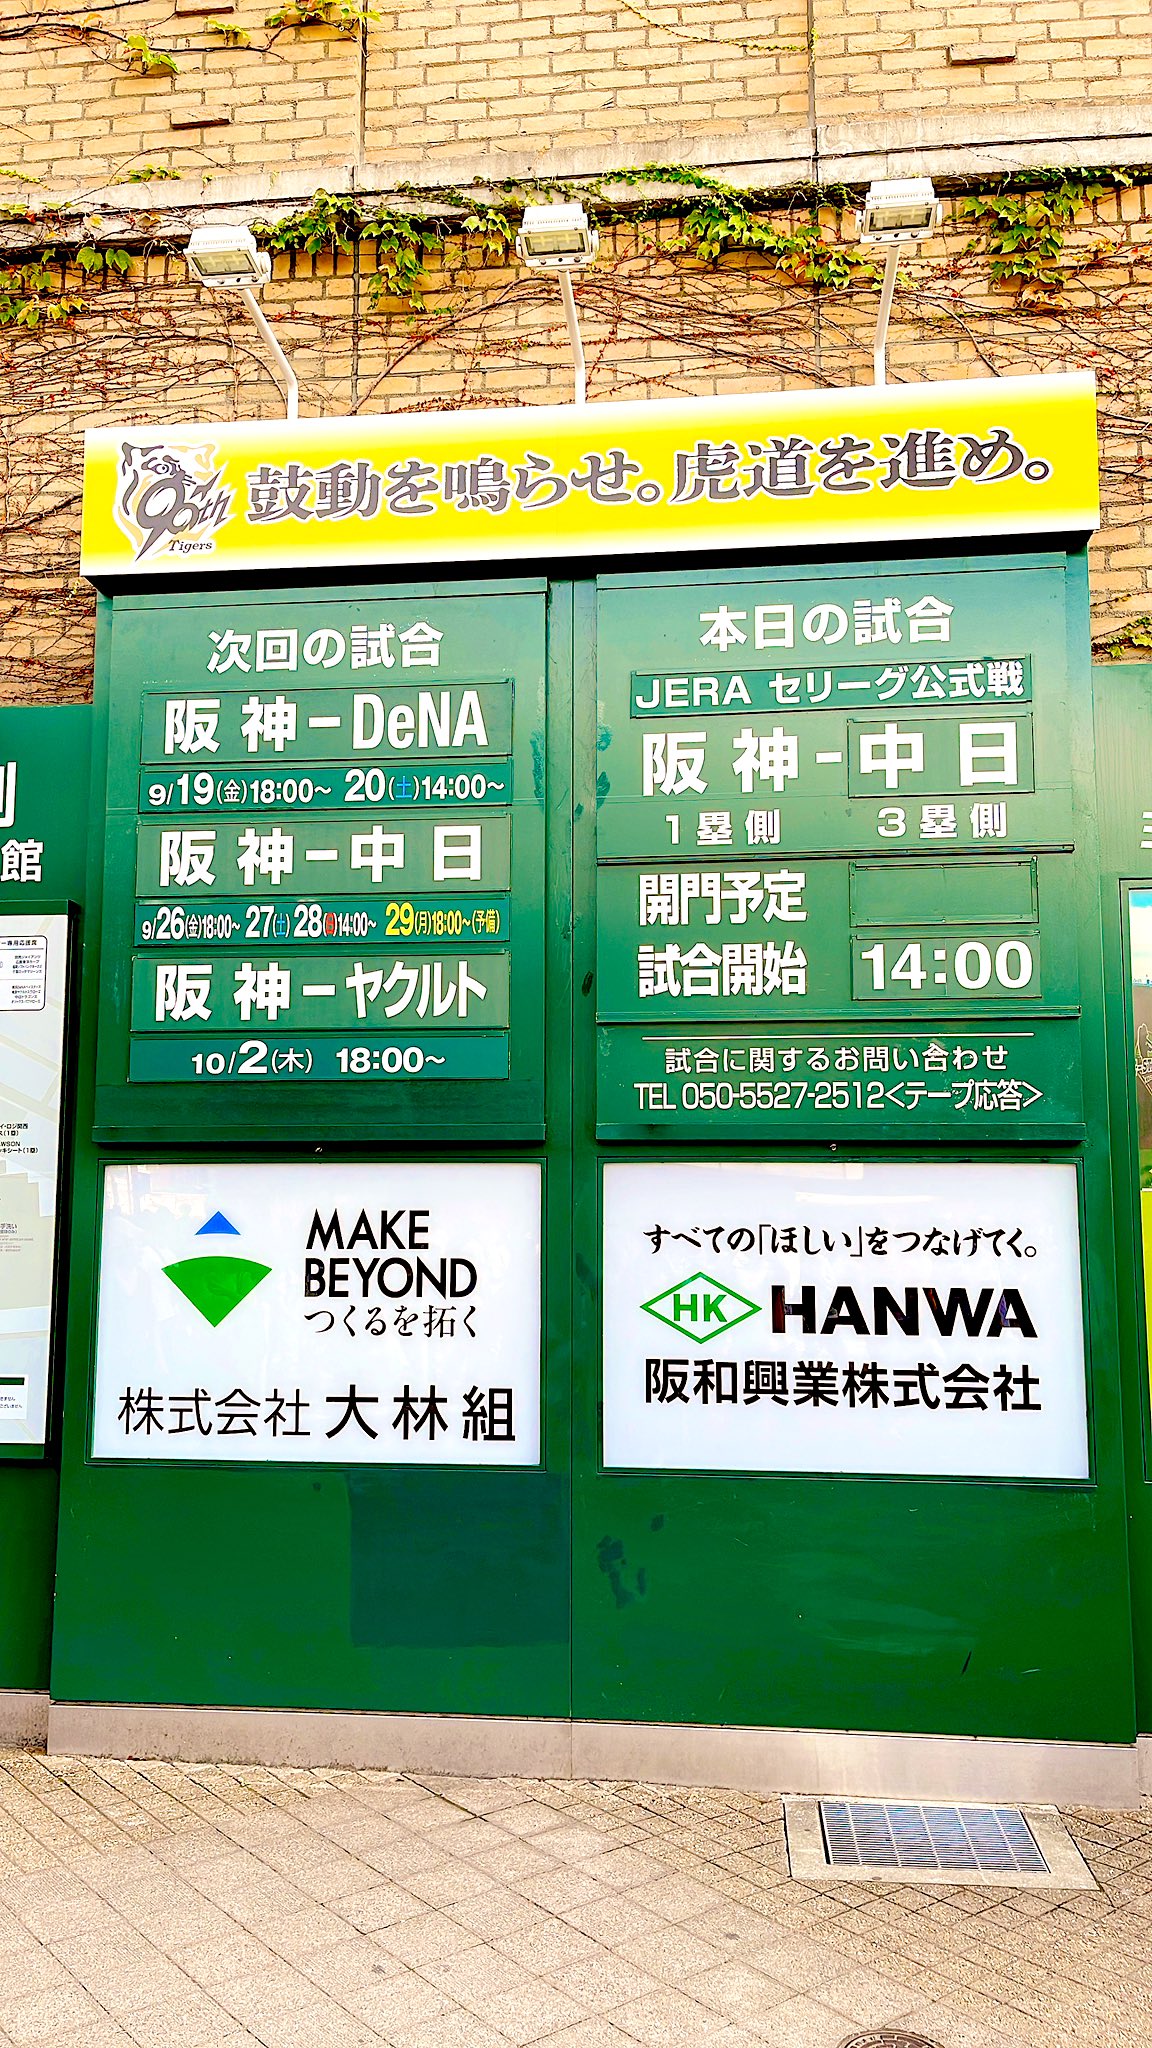 90th
Tigers
鼓動を鳴らせ。虎道を進め。
次回の試合
阪神-DeNA
9/19(金)18:00〜 20(土)14:00〜
阪神-中日
9/26(金)18:00〜 27(土) 28(日)14:00〜 29(月)18:00〜(予備)
阪神-ヤクルト
10/2(木) 18:00〜
本日の試合
JERA セリーグ公式戦
阪神-中日
1塁側 3塁側
開門予定
試合開始 14:00
試合に関するお問い合わせ
TEL 050-5527-2512<テープ応答>
MAKE
BEYOND
つくるを拓く
株式会社 大林組
すべての「ほしい」をつなげてく。
HK HANWA
阪和興業株式会社
館